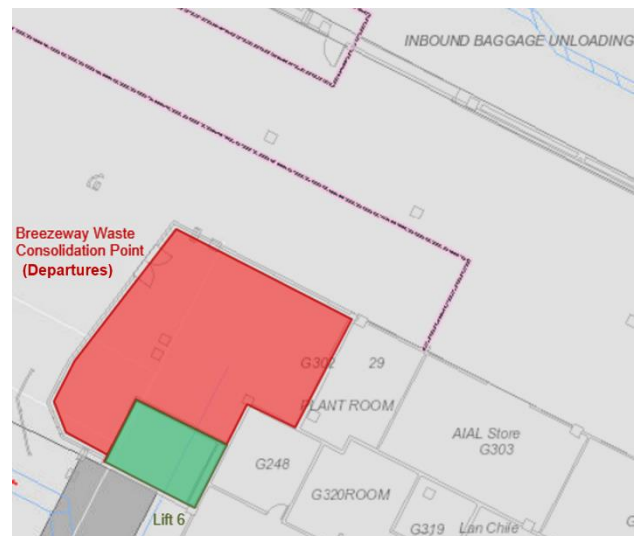 INBOUND BAGGAGE UNLOADING
Breezeway Waste
Consolidation Point
(Departures)
G302
29
PLANT ROOM
AIAL Store
G303
G248
G320ROOM
G319
Lan Chile
G
Lift 6